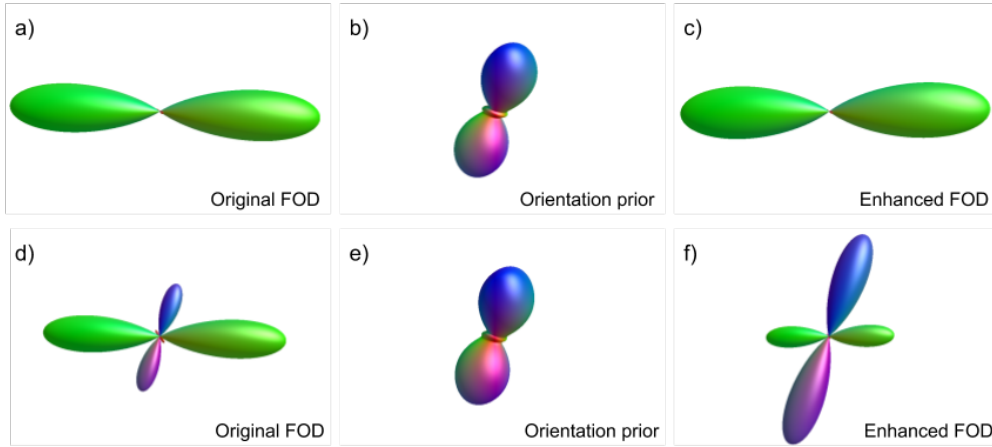 a)
Original FOD
b)
Orientation prior
c)
Enhanced FOD
d)
Original FOD
e)
Orientation prior
f)
Enhanced FOD